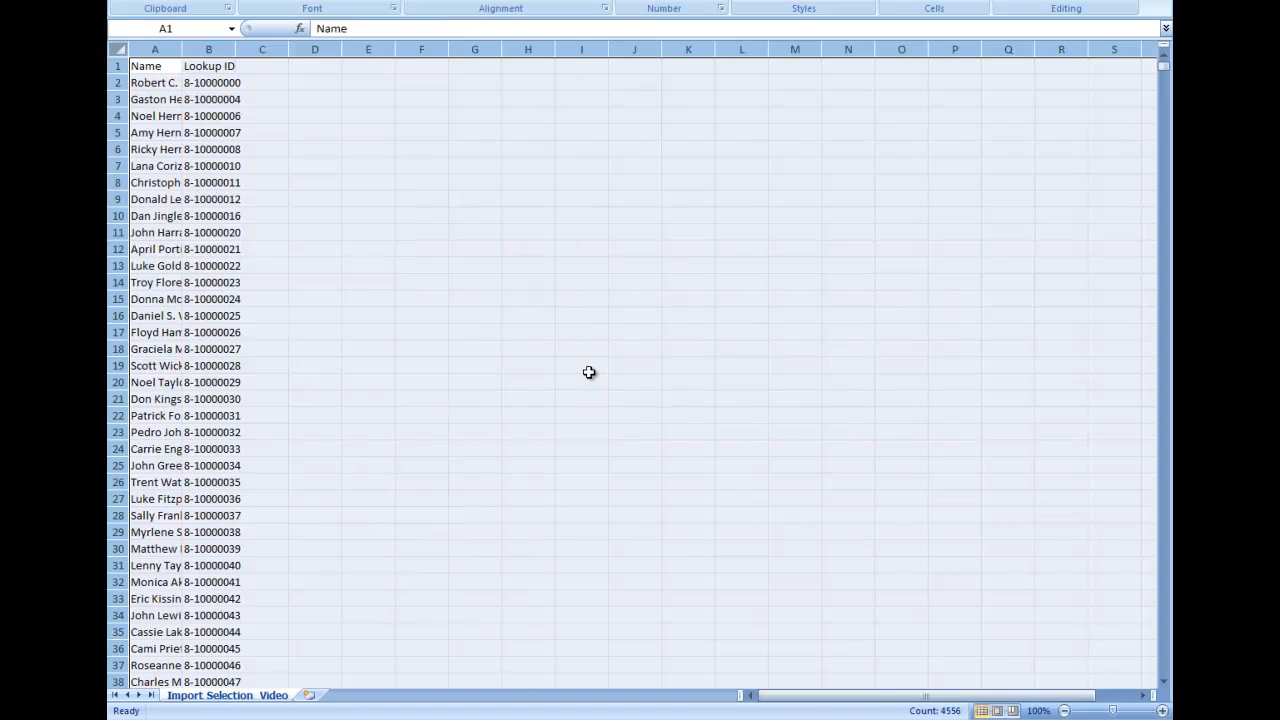 Clipboard Font Alignment Number Styles Cells Editing
A1 fx Name
A B C D E F G H I J K L M N O P Q R S
1 Name Lookup ID
2 Robert C. 8-10000000
3 Gaston He 8-10000004
4 Noel Hern 8-10000006
5 Amy Hern 8-10000007
6 Ricky Herr 8-10000008
7 Lana Coriz 8-10000010
8 Christoph 8-10000011
9 Donald Le 8-10000012
10 Dan Jingle 8-10000016
11 John Harra 8-10000020
12 April Porti 8-10000021
13 Luke Gold 8-10000022
14 Troy Flore 8-10000023
15 Donna Mc 8-10000024
16 Daniel S. 8-10000025
17 Floyd Ham 8-10000026
18 Graciela M 8-10000027
19 Scott Wick 8-10000028
20 Noel Taylo 8-10000029
21 Don Kings 8-10000030
22 Patrick Fo 8-10000031
23 Pedro Joh 8-10000032
24 Carrie Eng 8-10000033
25 John Gree 8-10000034
26 Trent Wat 8-10000035
27 Luke Fitzp 8-10000036
28 Sally Fran 8-10000037
29 Myrlene S 8-10000038
30 Matthew 8-10000039
31 Lenny Tay 8-10000040
32 Monica Ak 8-10000041
33 Eric Kissin 8-10000042
34 John Lewi 8-10000043
35 Cassie Lak 8-10000044
36 Cami Prie 8-10000045
37 Roseanne 8-10000046
38 Charles M 8-10000047
Import Selection Video
Ready Count: 4556 100%